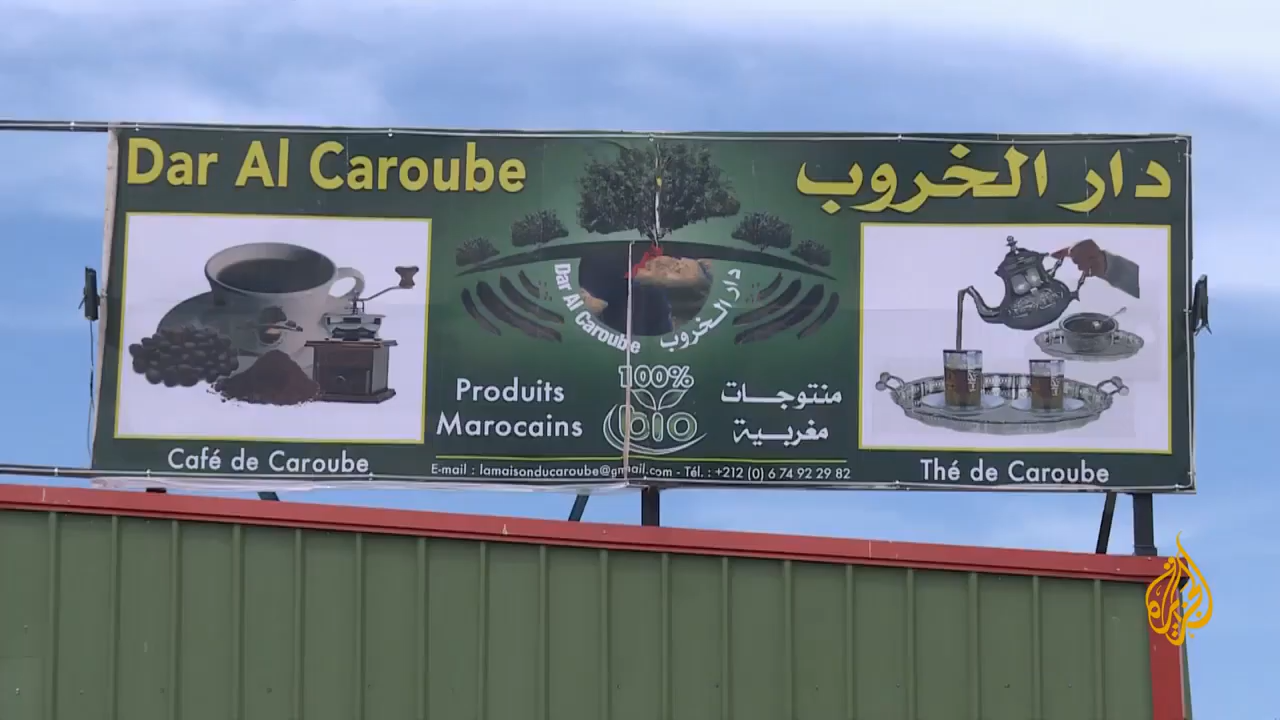 Dar Al Caroube
دار الخروب
Dar Al Caroube
دار الخروب
Produits
Marocains
100%
bio
منتوجات
مغربية
Café de Caroube
E-mail : lamaisonducaroube@gmail.com - Tél. : +212 (0) 6 74 92 29 82
Thé de Caroube
الجزيرة